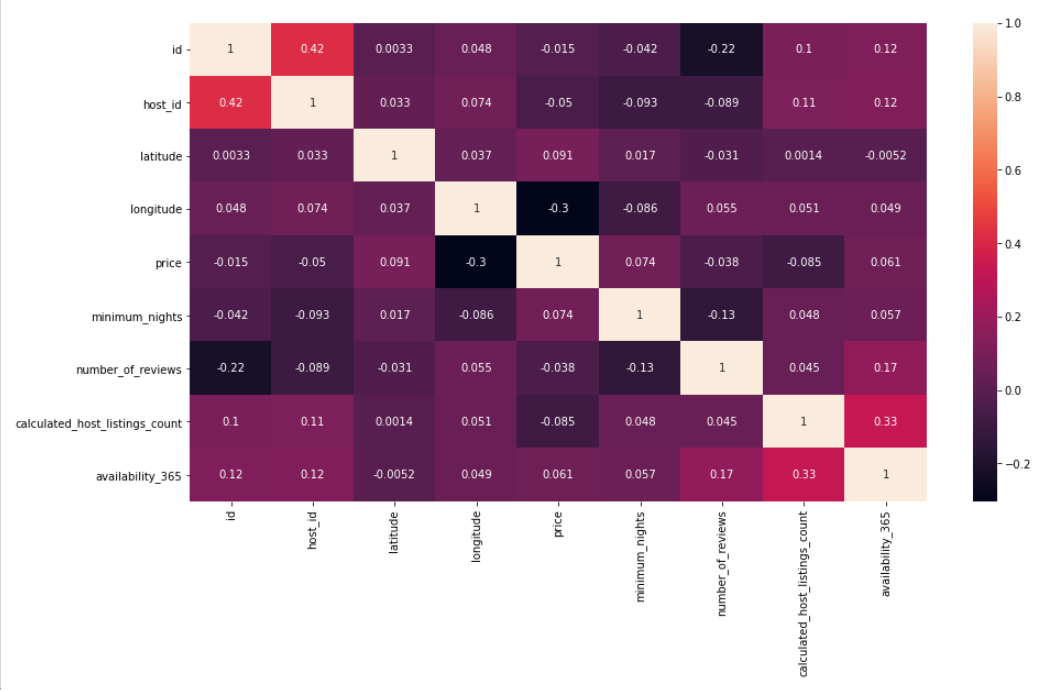 id 1 0.42 0.0033 0.048 -0.015 -0.042 -0.22 0.1 0.12
host_id 0.42 1 0.033 0.074 -0.05 -0.093 -0.089 0.11 0.12
latitude 0.0033 0.033 1 0.037 0.091 0.017 -0.031 0.0014 -0.0052
longitude 0.048 0.074 0.037 1 -0.3 -0.086 0.055 0.051 0.049
price -0.015 -0.05 0.091 -0.3 1 0.074 -0.038 -0.085 0.061
minimum_nights -0.042 -0.093 0.017 -0.086 0.074 1 -0.13 0.048 0.057
number_of_reviews -0.22 -0.089 -0.031 0.055 -0.038 -0.13 1 0.045 0.17
calculated_host_listings_count 0.1 0.11 0.0014 0.051 -0.085 0.048 0.045 1 0.33
availability_365 0.12 0.12 -0.0052 0.049 0.061 0.057 0.17 0.33 1
id
host_id
latitude
longitude
price
minimum_nights
number_of_reviews
calculated_host_listings_count
availability_365
1.0
0.8
0.6
0.4
0.2
0.0
−0.2